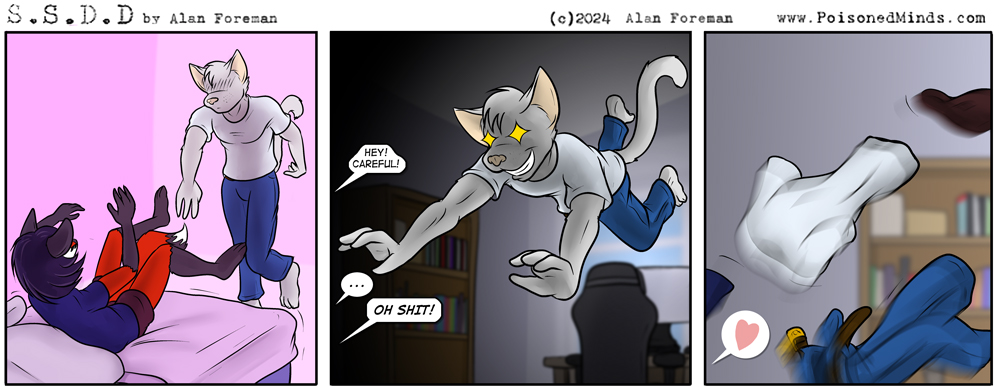 S.S.D.D by Alan Foreman
(c)2024 Alan Foreman
www.PoisonedMinds.com
HEY!
CAREFUL!
...
OH SHIT!